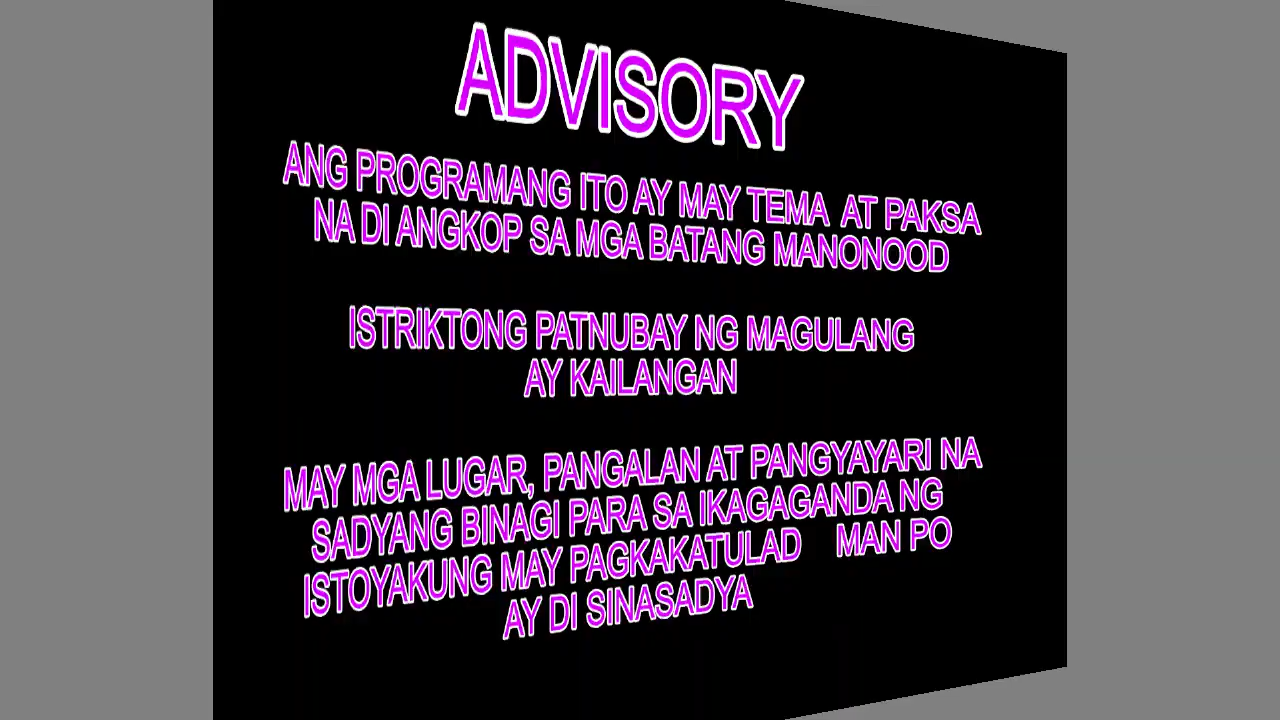 ADVISORY
ANG PROGRAMANG ITO AY MAY TEMA AT PAKSA
NA DI ANGKOP SA MGA BATANG MANONOOD
ISTRIKTONG PATNUBAY NG MAGULANG
AY KAILANGAN
MAY MGA LUGAR, PANGALAN AT PANGYAYARI NA
SADYANG BINAGI PARA SA IKAGAGANDA NG
ISTOYAKUNG MAY PAGKAKATULAD MAN PO
AY DI SINASADYA